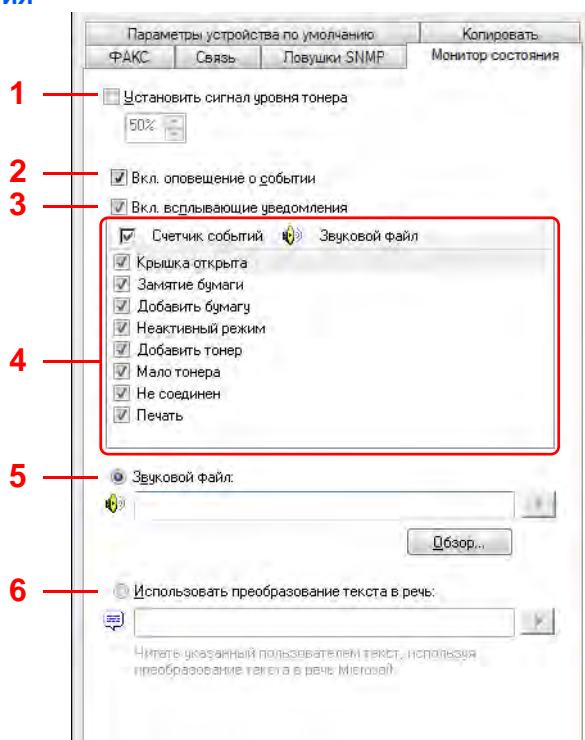 ия
Параметры устройства по умолчанию Копировать
ФАКС Связь Ловушки SNMP Монитор состояния
1 Установить сигнал уровня тонера
50%
2 Вкл. оповещение о событии
3 Вкл. всплывающие уведомления
Счетчик событий Звуковой файл
Крышка открыта
Замятие бумаги
Добавить бумагу
Неактивный режим
4 Добавить тонер
Мало тонера
Не соединен
Печать
5 Звуковой файл:
Обзор...
6 Использовать преобразование текста в речь:
Читать указанный пользователем текст, используя
преобразование текста в речь Microsoft.